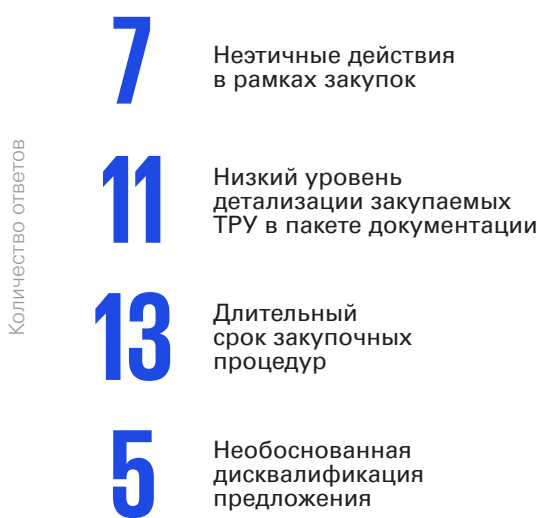 Количество ответов
7
Неэтичные действия
в рамках закупок
11
Низкий уровень
детализации закупаемых
ТРУ в пакете документации
13
Длительный
срок закупочных
процедур
5
Необоснованная
дисквалификация
предложения